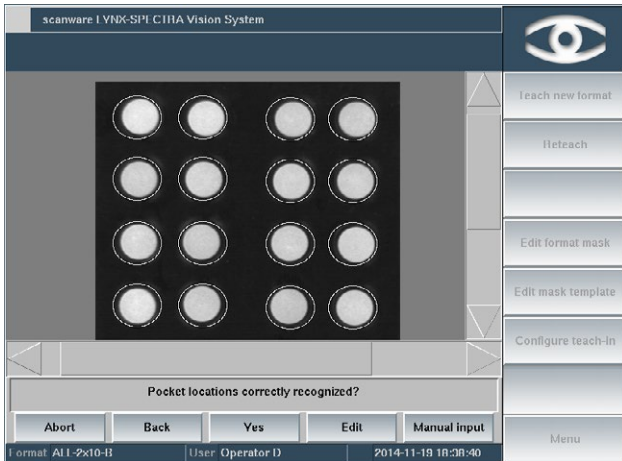 scanware LYNX-SPECTRA Vision System
Teach new format
Reteach
Edit format mask
Edit mask template
Configure teach-in
Pocket locations correctly recognized?
Abort Back Yes Edit Manual input
Menu
Format ALL-2x10-B User Operator D 2014-11-19 18:38:40